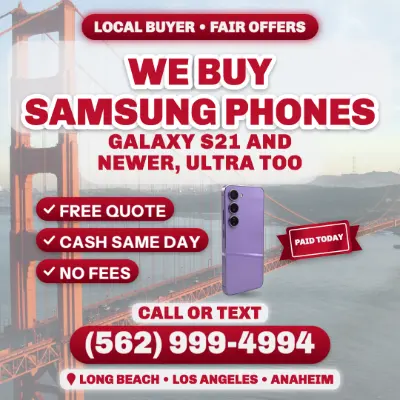 LOCAL BUYER • FAIR OFFERS
WE BUY
SAMSUNG PHONES
GALAXY S21 AND
NEWER, ULTRA TOO
FREE QUOTE
CASH SAME DAY
NO FEES
PAID TODAY
CALL OR TEXT
(562) 999-4994
LONG BEACH • LOS ANGELES • ANAHEIM